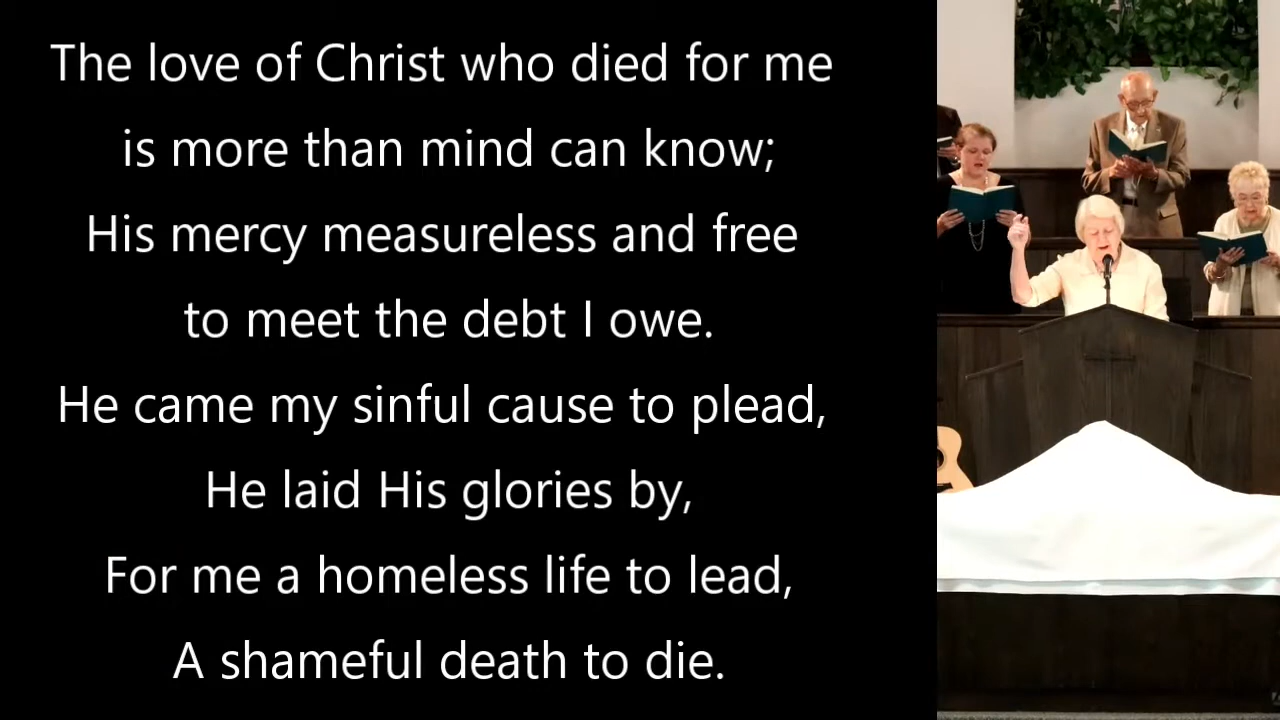 The love of Christ who died for me
is more than mind can know;
His mercy measureless and free
to meet the debt I owe.
He came my sinful cause to plead,
He laid His glories by,
For me a homeless life to lead,
A shameful death to die.